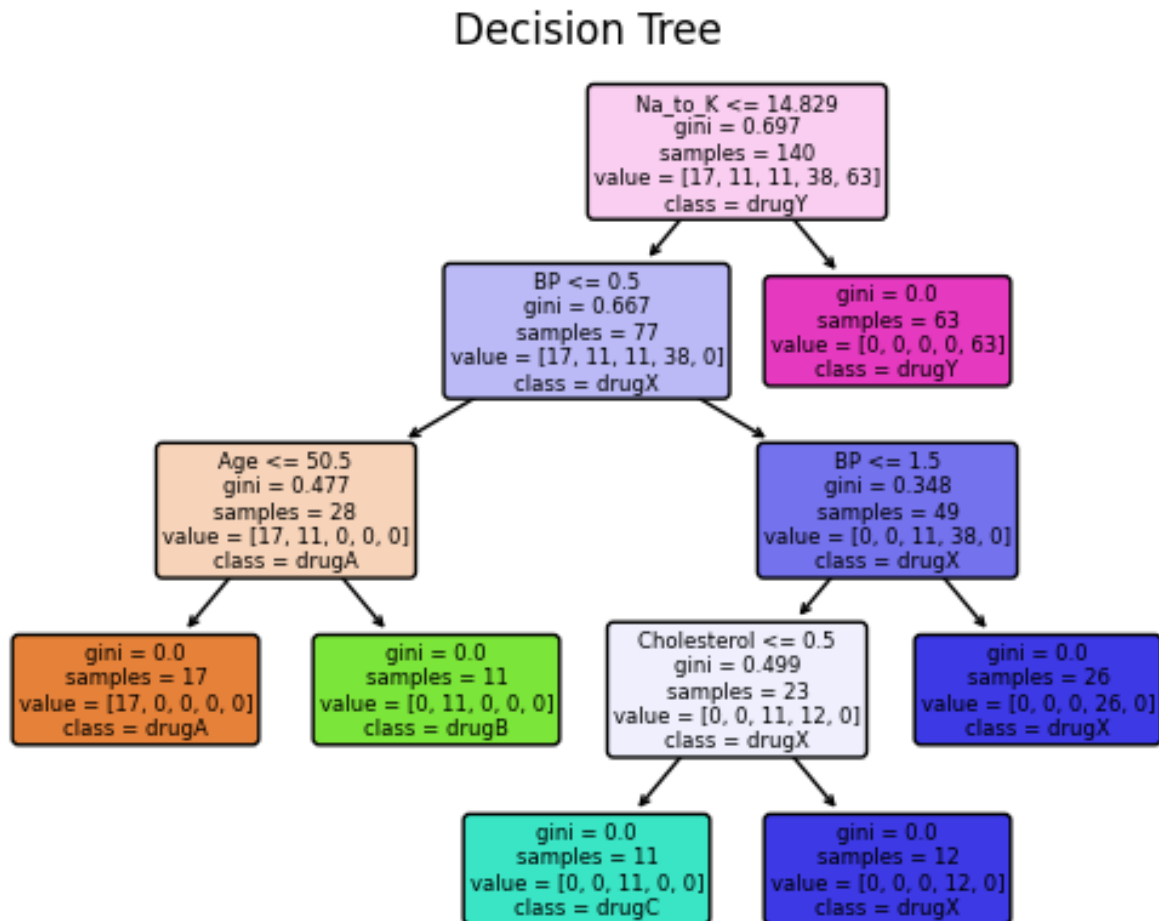 Decision Tree
Na_to_K <= 14.829
gini = 0.697
samples = 140
value = [17, 11, 11, 38, 63]
class = drugY
BP <= 0.5
gini = 0.667
samples = 77
value = [17, 11, 11, 38, 0]
class = drugX
gini = 0.0
samples = 63
value = [0, 0, 0, 0, 63]
class = drugY
Age <= 50.5
gini = 0.477
samples = 28
value = [17, 11, 0, 0, 0]
class = drugA
BP <= 1.5
gini = 0.348
samples = 49
value = [0, 0, 11, 38, 0]
class = drugX
gini = 0.0
samples = 17
value = [17, 0, 0, 0, 0]
class = drugA
gini = 0.0
samples = 11
value = [0, 11, 0, 0, 0]
class = drugB
Cholesterol <= 0.5
gini = 0.499
samples = 23
value = [0, 0, 11, 12, 0]
class = drugX
gini = 0.0
samples = 26
value = [0, 0, 0, 26, 0]
class = drugX
gini = 0.0
samples = 11
value = [0, 0, 11, 0, 0]
class = drugC
gini = 0.0
samples = 12
value = [0, 0, 0, 12, 0]
class = drugX